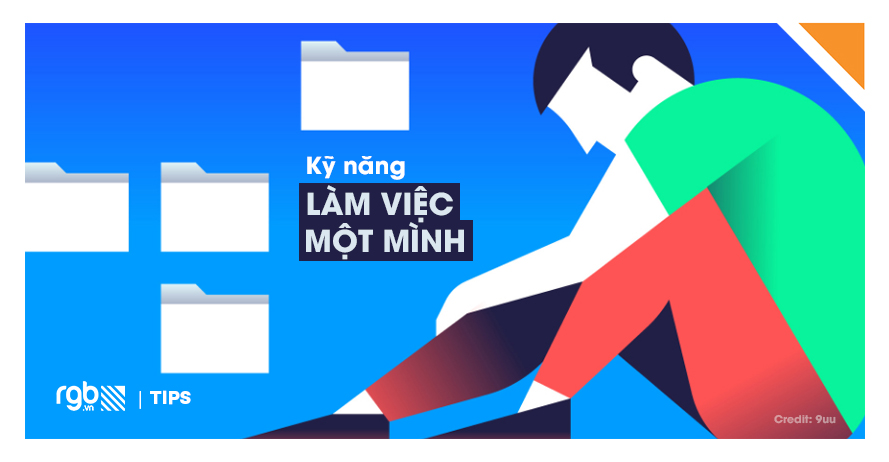 Kỹ năng
LÀM VIỆC
MỘT MÌNH
rgb.vn | TIPS
Credit: 9uu